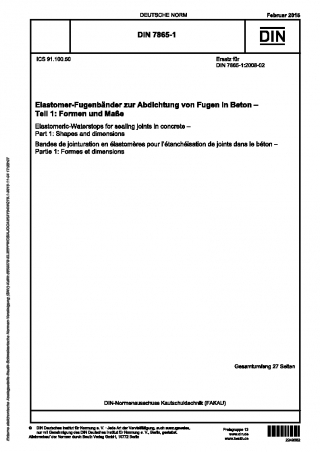 DEUTSCHE NORM
Februar 2015
DIN 7865-1
DIN
ICS 91.100.50
Ersatz für
DIN 7865-1:2008-02
Elastomer-Fugenbänder zur Abdichtung von Fugen in Beton –
Teil 1: Formen und Maße
Elastomeric-Waterstops for sealing joints in concrete –
Part 1: Shapes and dimensions
Bandes de jointuration en élastomères pour l'étanchéisation de joints dans le béton –
Partie 1: Formes et dimensions
Gesamtumfang 27 Seiten
DIN-Normenausschuss Kautschuktechnik (FAKAU)
© DIN Deutsches Institut für Normung e. V. · Jede Art der Vervielfältigung, auch auszugsweise,
nur mit Genehmigung des DIN Deutsches Institut für Normung e. V., Berlin, gestattet.
Alleinverkauf der Normen durch Beuth Verlag GmbH, 10772 Berlin
Preisgruppe 13
www.din.de
www.beuth.de